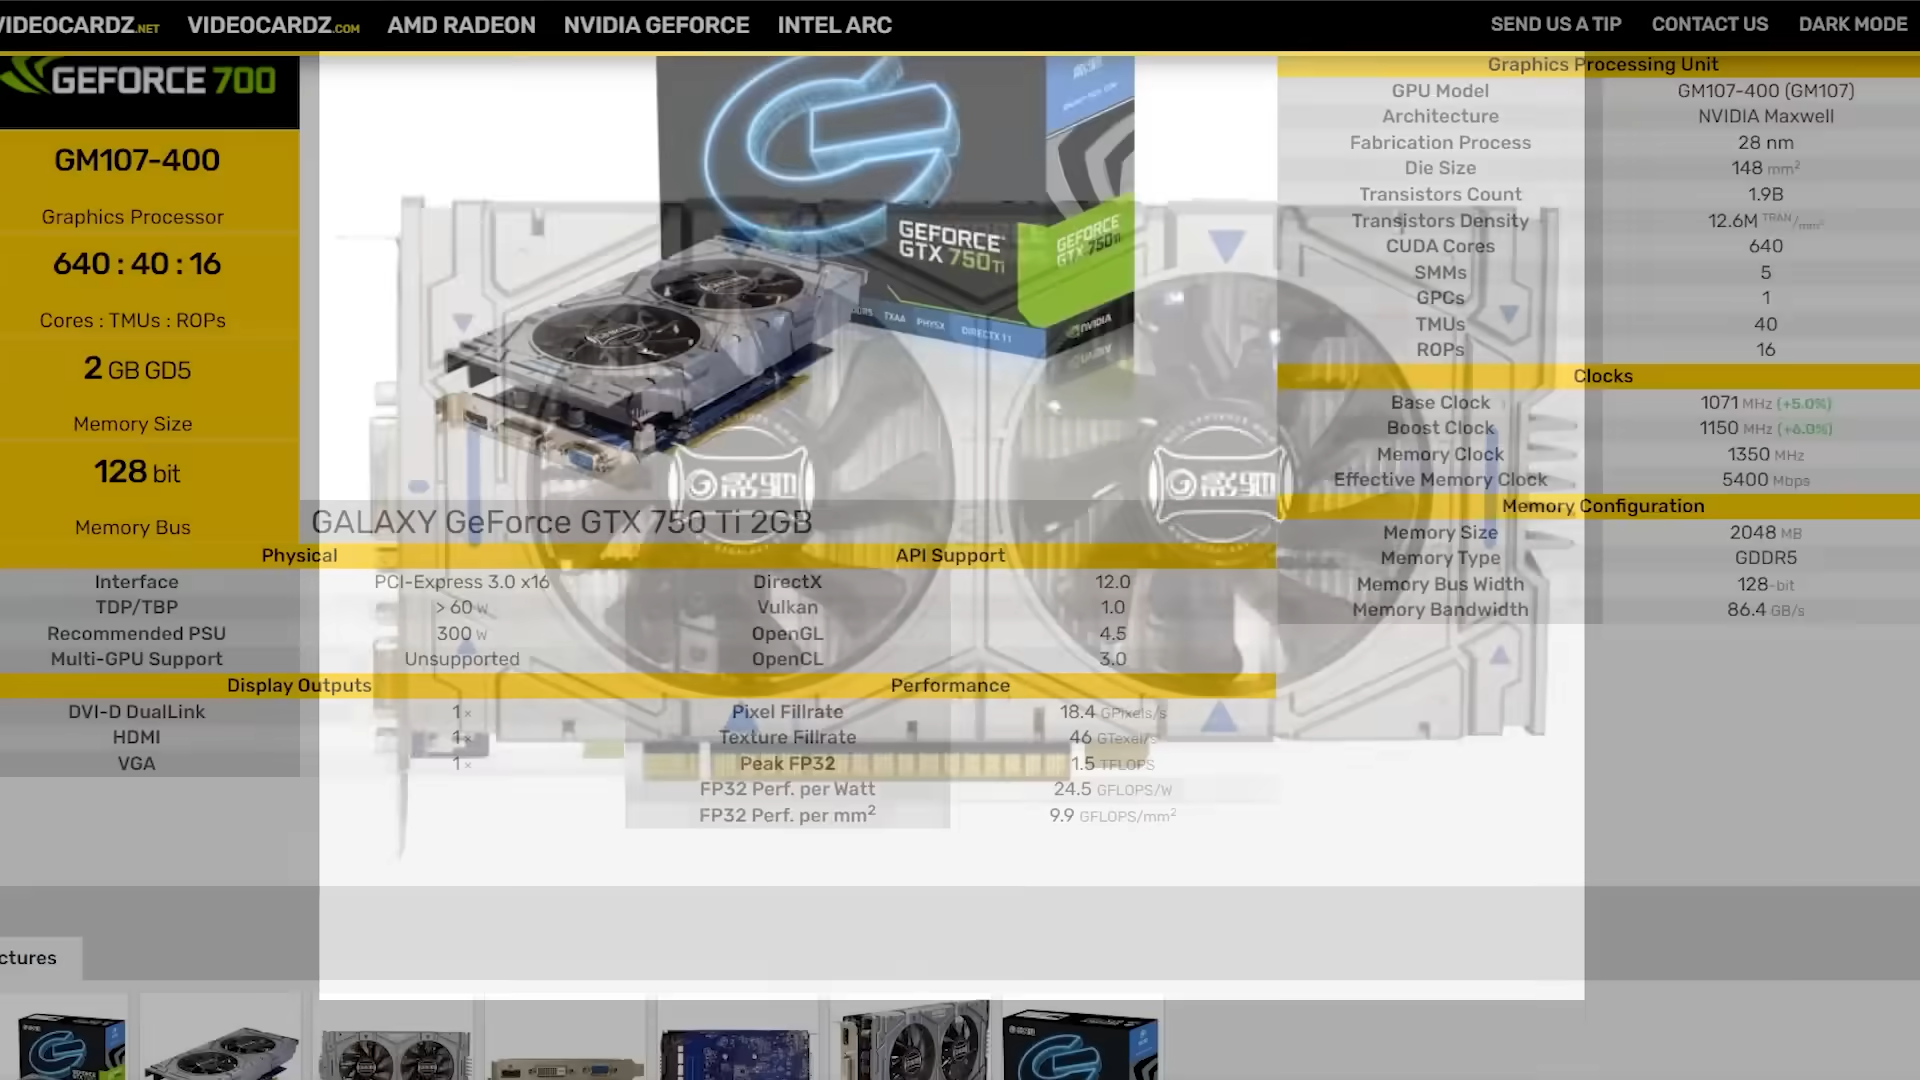 VIDEOCARDZ.NET VIDEOCARDZ.COM AMD RADEON NVIDIA GEFORCE INTEL ARC SEND US A TIP CONTACT US DARK MODE
GEFORCE 700
GM107-400
Graphics Processor
640 : 40 : 16
Cores : TMUs : ROPs
2 GB GD5
Memory Size
128 bit
Memory Bus
GEFORCE
GTX 750Ti
GEFORCE
GTX 750Ti
TXAA PHYSX DIRECTX 11
NVIDIA
GALAXY GeForce GTX 750 Ti 2GB
Physical
Interface PCI-Express 3.0 x16
TDP/TBP > 60 W
Recommended PSU 300 W
Multi-GPU Support Unsupported
Display Outputs
DVI-D DualLink 1×
HDMI 1×
VGA 1×
API Support
DirectX 12.0
Vulkan 1.0
OpenGL 4.5
OpenCL 3.0
Performance
Pixel Fillrate 18.4 GPixels/s
Texture Fillrate 46 GTexel/s
Peak FP32 1.5 TFLOPS
FP32 Perf. per Watt 24.5 GFLOPS/W
FP32 Perf. per mm² 9.9 GFLOPS/mm²
Graphics Processing Unit
GPU Model GM107-400 (GM107)
Architecture NVIDIA Maxwell
Fabrication Process 28 nm
Die Size 148 mm²
Transistors Count 1.9B
Transistors Density 12.6M TRAN/mm²
CUDA Cores 640
SMMs 5
GPCs 1
TMUs 40
ROPs 16
Clocks
Base Clock 1071 MHz (+5.0%)
Boost Clock 1150 MHz (+6.0%)
Memory Clock 1350 MHz
Effective Memory Clock 5400 Mbps
Memory Configuration
Memory Size 2048 MB
Memory Type GDDR5
Memory Bus Width 128-bit
Memory Bandwidth 86.4 GB/s
ctures